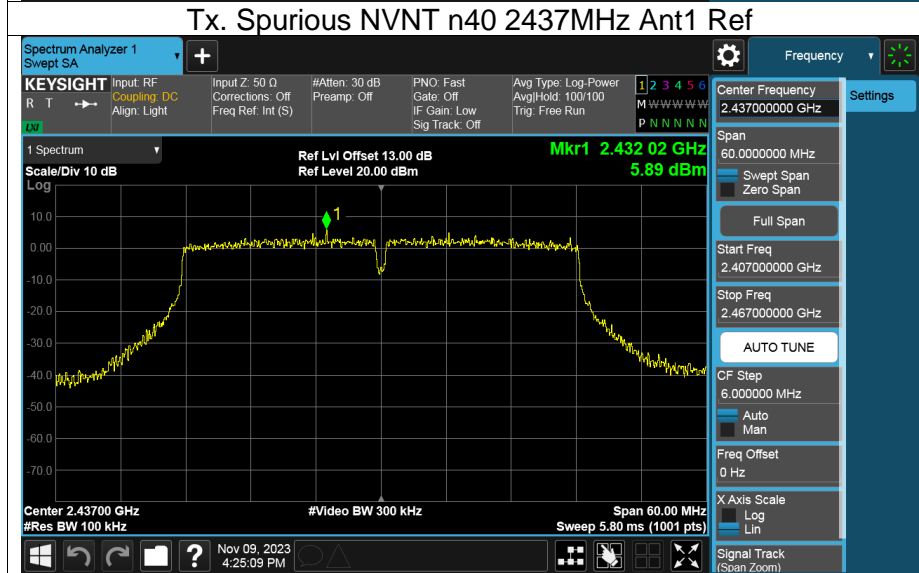 Tx. Spurious NVNT n40 2437MHz Ant1 Ref
Spectrum Analyzer 1
Swept SA
+
Frequency
KEYSIGHT
R T
LXI
Input: RF
Coupling: DC
Align: Light
Input Z: 50 Ω
Corrections: Off
Freq Ref: Int (S)
#Atten: 30 dB
Preamp: Off
PNO: Fast
Gate: Off
IF Gain: Low
Sig Track: Off
Avg Type: Log-Power
Avg|Hold: 100/100
Trig: Free Run
1 2 3 4 5 6
M W W W W W
P N N N N N
Center Frequency
2.437000000 GHz
Settings
Span
60.0000000 MHz
Swept Span
Zero Span
Full Span
Start Freq
2.407000000 GHz
Stop Freq
2.467000000 GHz
AUTO TUNE
CF Step
6.000000 MHz
Auto
Man
Freq Offset
0 Hz
X Axis Scale
Log
Lin
Signal Track
(Span Zoom)
1 Spectrum
Scale/Div 10 dB
Log
Ref Lvl Offset 13.00 dB
Ref Level 20.00 dBm
Mkr1 2.432 02 GHz
5.89 dBm
1
10.0
0.00
-10.0
-20.0
-30.0
-40.0
-50.0
-60.0
-70.0
Center 2.43700 GHz
#Res BW 100 kHz
#Video BW 300 kHz
Span 60.00 MHz
Sweep 5.80 ms (1001 pts)
?
Nov 09, 2023
4:25:09 PM